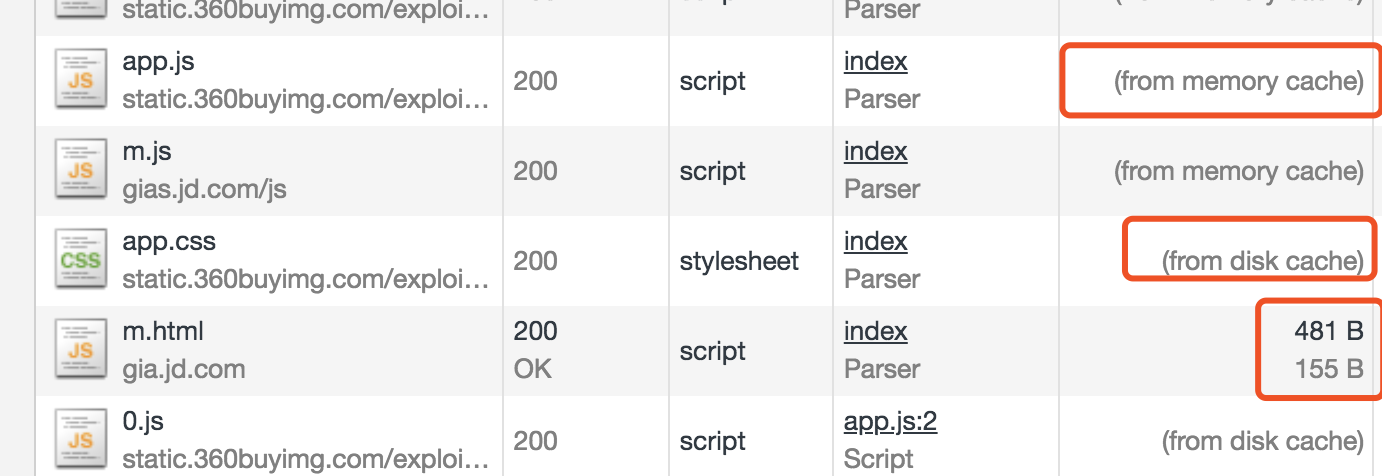 static.360buyimg.com/exploi…
Parser
app.js
static.360buyimg.com/exploi…
200
script
index
Parser
(from memory cache)
m.js
gias.jd.com/js
200
script
index
Parser
(from memory cache)
app.css
static.360buyimg.com/exploi…
200
stylesheet
index
Parser
(from disk cache)
m.html
gia.jd.com
200
OK
script
index
Parser
481 B
155 B
0.js
static.360buyimg.com/exploi…
200
script
app.js:2
Script
(from disk cache)
JS
JS
CSS
JS
JS